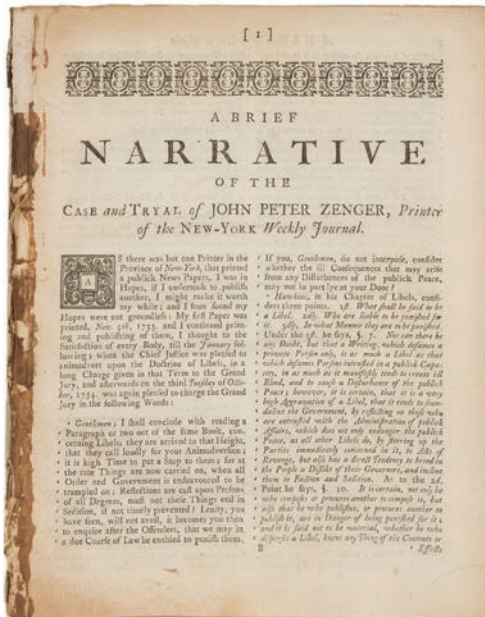 [ 1 ]
A BRIEF
NARRATIVE
OF THE
CASE and TRYAL of JOHN PETER ZENGER, Printer
of the NEW-YORK Weekly Journal.
AS there was but one Printer in the
Province of New-York, that printed
a publick News Papers, I was in
Hopes, if I undertook to publish
another, I might make it worth
my while; and I soon found my
Hopes were not groundless: My first Paper was
printed, Nov. 5th, 1733. and I continued print-
ing and publishing of them, I thought to the
Satisfaction of every Body, till the January fol-
lowing; when the Chief Justice was pleased to
animadvert upon the Doctrine of Libels, in a
long Charge given in that Term to the Grand
Jury, and afterwards on the third Tuesday of Octo-
ber, 1734. was again pleased to charge the Grand
Jury in the following Words:
‘ Gentlemen; I shall conclude with reading a
‘ Paragraph or two out of the same Book, con-
‘ cerning Libels; they are arrived to that Height,
‘ that they call loudly for your Animadversion;
‘ it is high Time to put a Stop to them; for at
‘ the rate Things are now carried on, when all
‘ Order and Government is endeavoured to be
‘ trampled on; Reflections are cast upon Persons
‘ of all Degrees, must not these Things end in
‘ Sedition, if not timely prevented? Lenity, you
‘ have seen, will not avail, it becomes you then
‘ to enquire after the Offenders, that we may in
‘ a due Course of Law be enabled to punish them.
‘ If you, Gentlemen, do not interpose, consider
‘ whether the ill Consequences that may arise
‘ from any Disturbances of the publick Peace,
‘ may not in part lye at your Door?
‘ Hawkins, in his Chapter of Libels, consi-
‘ ders three points. 1st. What shall be said to be
‘ a Libel. 2dly. Who are liable to be punished for
‘ it. 3dly. In what Manner they are to be punished.
‘ Under the 1st. he says, §. 7. Nor can there be
‘ any Doubt, but that a Writing, which defames a
‘ private Person only, is as much a Libel as that
‘ which defames Persons intrusted in a publick Capa-
‘ city, in as much as it manifestly tends to create ill
‘ Blood, and to cause a Disturbance of the publick
‘ Peace; however, it is certain, that it is a very
‘ high Aggravation of a Libel, that it tends to scan-
‘ dalize the Government, by reflecting on those who
‘ are entrusted with the Administration of publick
‘ Affairs, which does not only endanger the publick
‘ Peace, as all other Libels do, by stirring up the
‘ Parties immediately concerned in it, to Acts of
‘ Revenge, but also has a direct Tendency to breed in
‘ the People a Dislike of their Governors, and incline
‘ them to Faction and Sedition. As to the 2d.
‘ Point he says, §. 10. It is certain, not only he
‘ who composes or procures another to compose it, but
‘ also that he who publishes, or procures another to
‘ publish it, are in Danger of being punished for it;
‘ and it is said not to be material, whether he who
‘ disperses a Libel, knew any Thing of the Contents or
B
‘ Effects